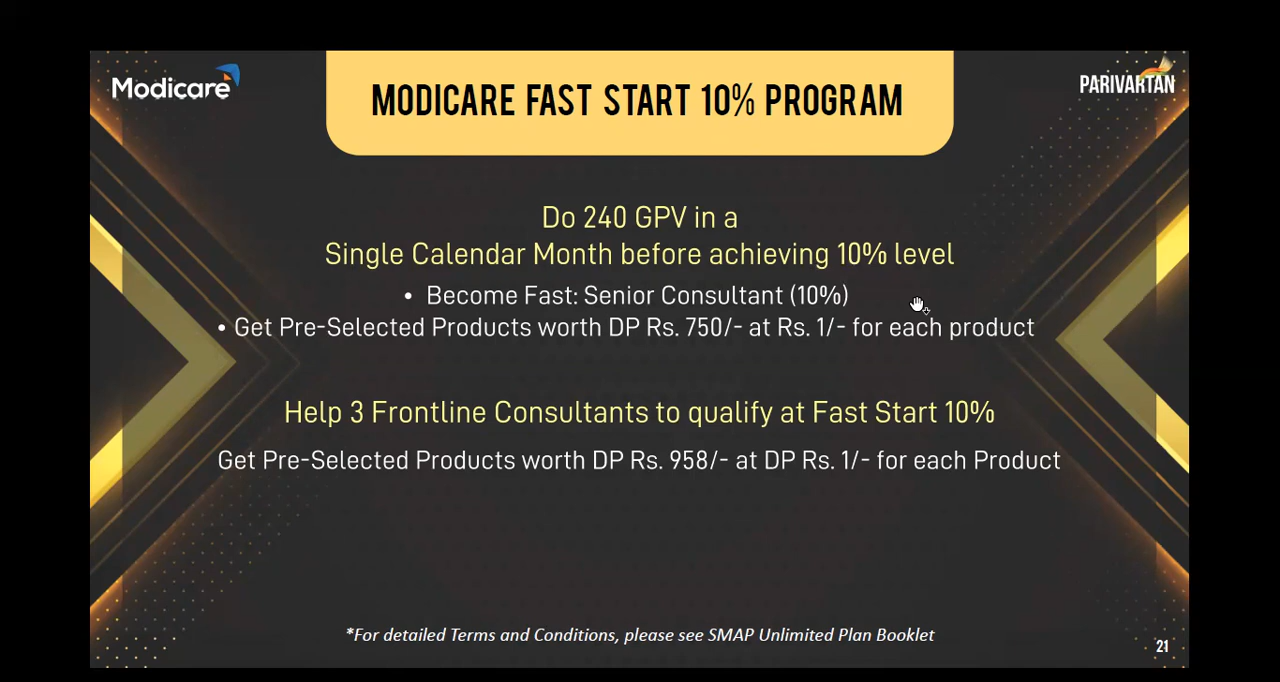 Modicare
MODICARE FAST START 10% PROGRAM
PARIVARTAN
Do 240 GPV in a
Single Calendar Month before achieving 10% level
• Become Fast: Senior Consultant (10%)
• Get Pre-Selected Products worth DP Rs. 750/- at Rs. 1/- for each product
Help 3 Frontline Consultants to qualify at Fast Start 10%
Get Pre-Selected Products worth DP Rs. 958/- at DP Rs. 1/- for each Product
*For detailed Terms and Conditions, please see SMAP Unlimited Plan Booklet
21